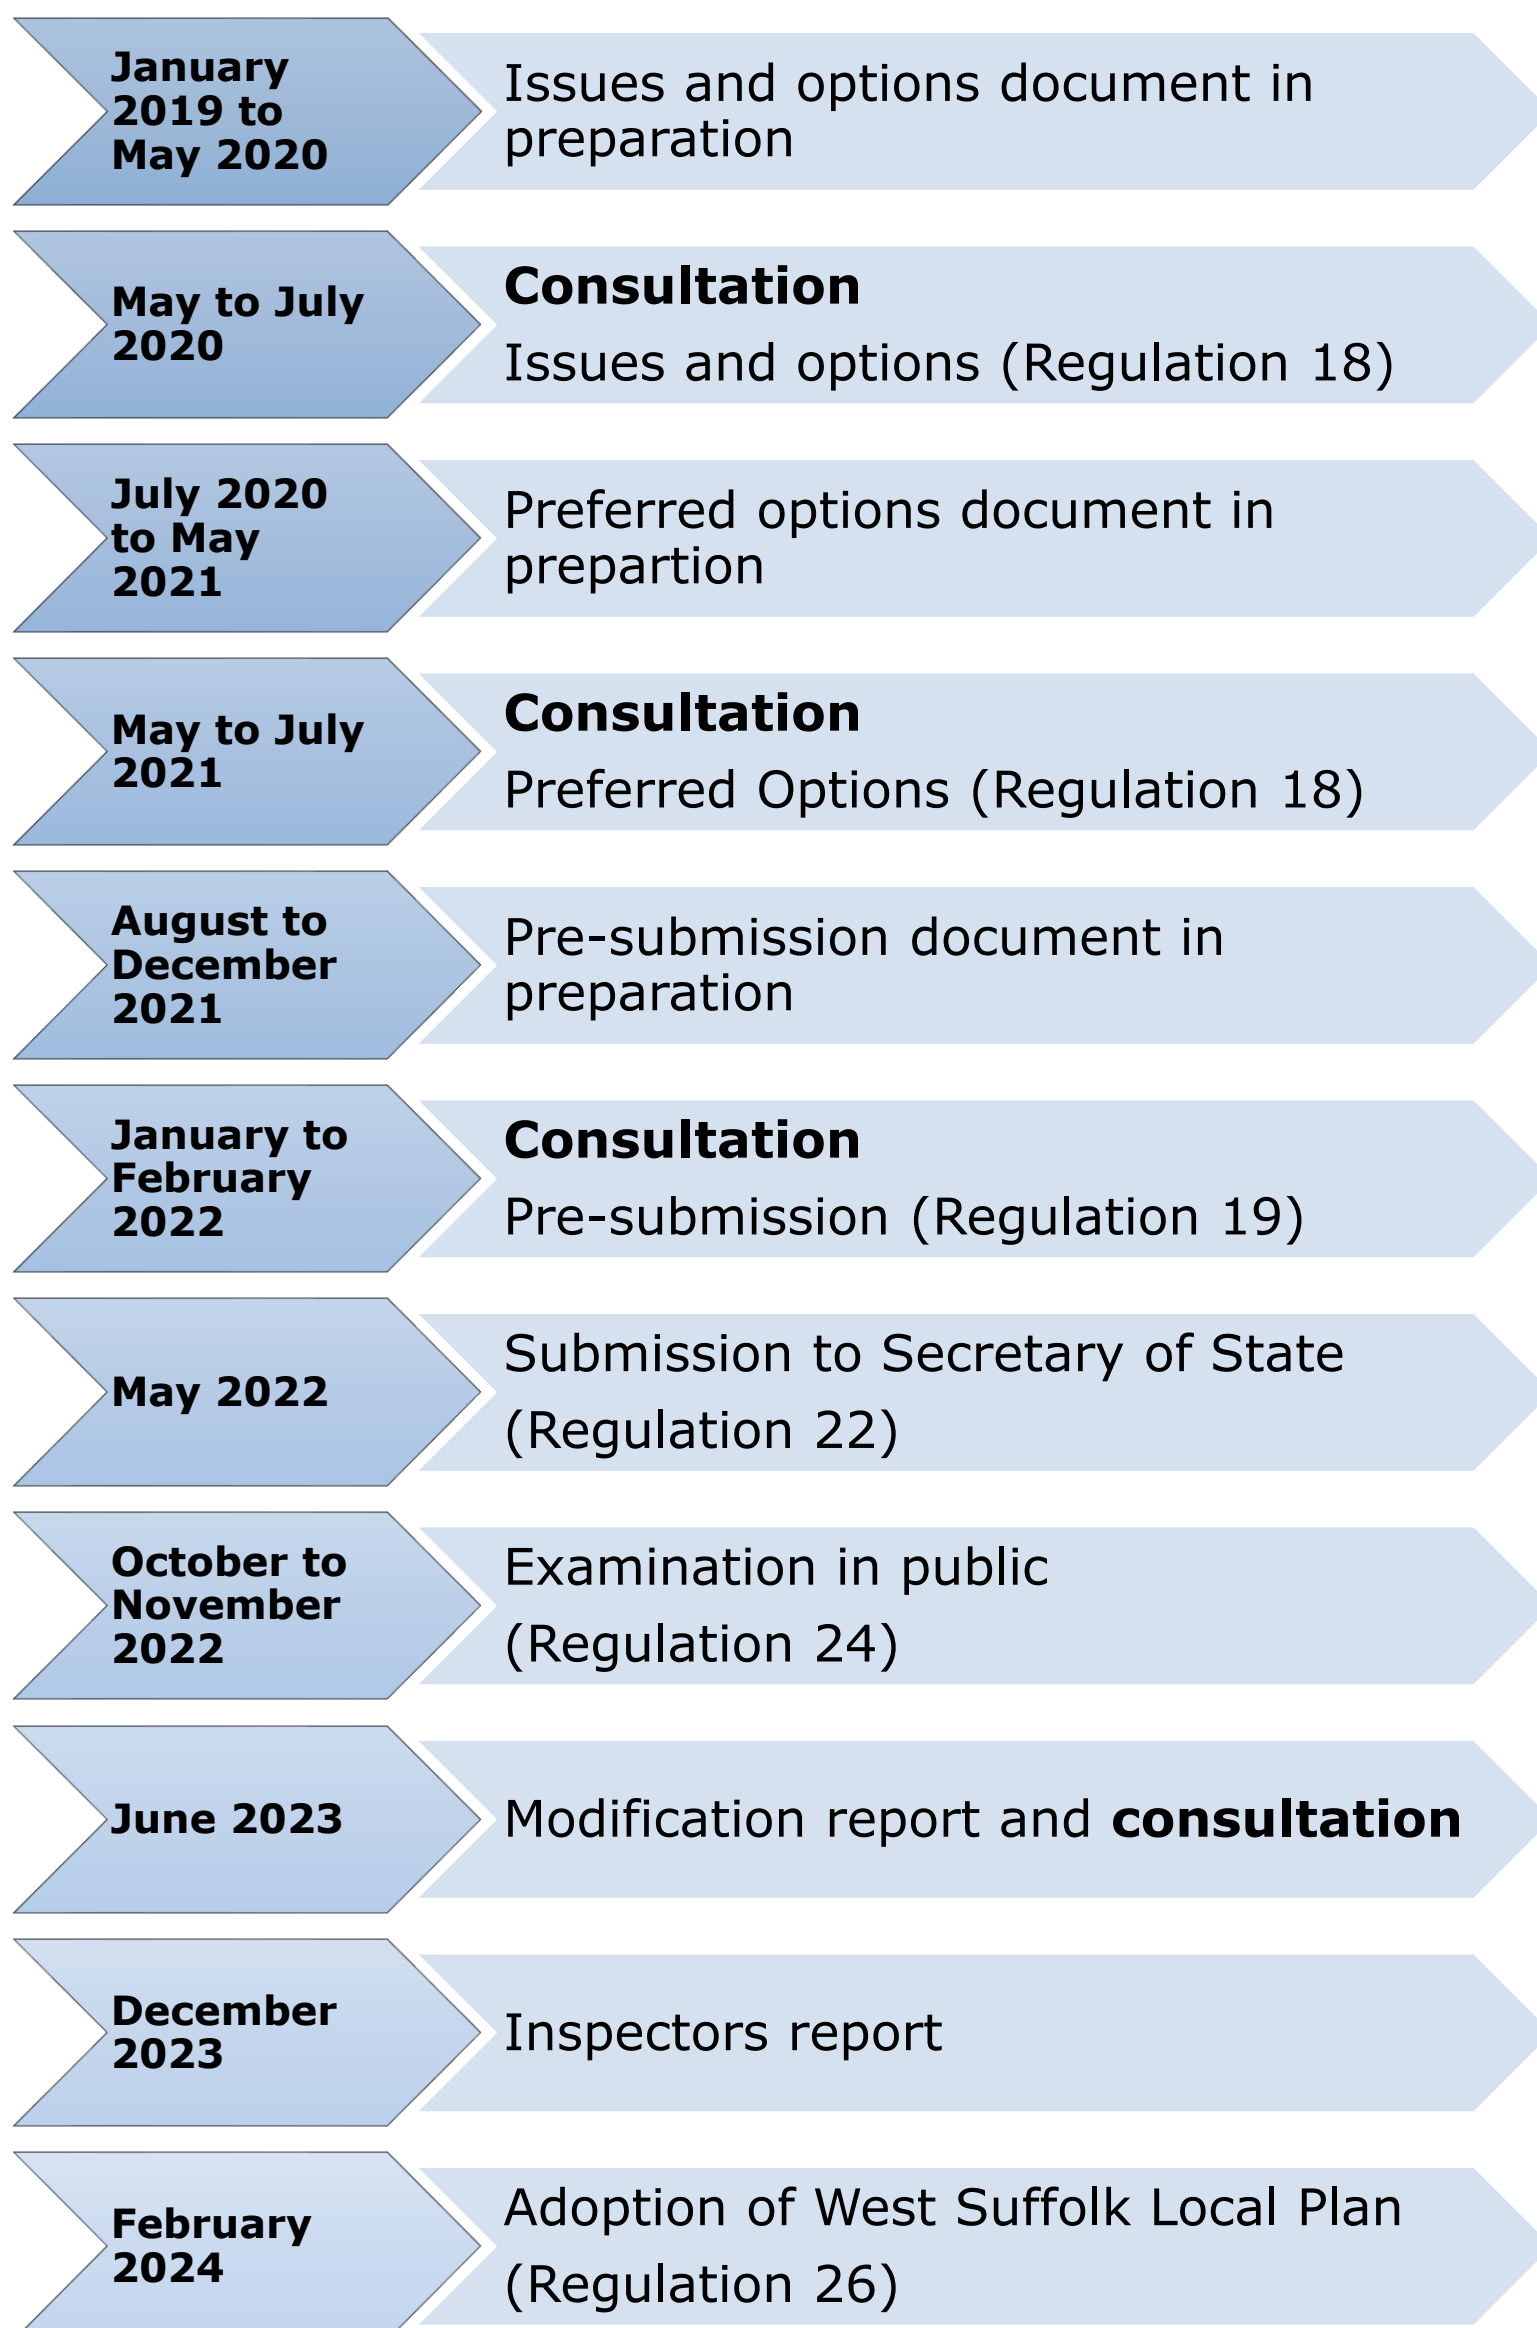 January
2019 to
May 2020
Issues and options document in
preparation
May to July
2020
Consultation
Issues and options (Regulation 18)
July 2020
to May
2021
Preferred options document in
prepartion
May to July
2021
Consultation
Preferred Options (Regulation 18)
August to
December
2021
Pre-submission document in
preparation
January to
February
2022
Consultation
Pre-submission (Regulation 19)
May 2022
Submission to Secretary of State
(Regulation 22)
October to
November
2022
Examination in public
(Regulation 24)
June 2023
Modification report and consultation
December
2023
Inspectors report
February
2024
Adoption of West Suffolk Local Plan
(Regulation 26)